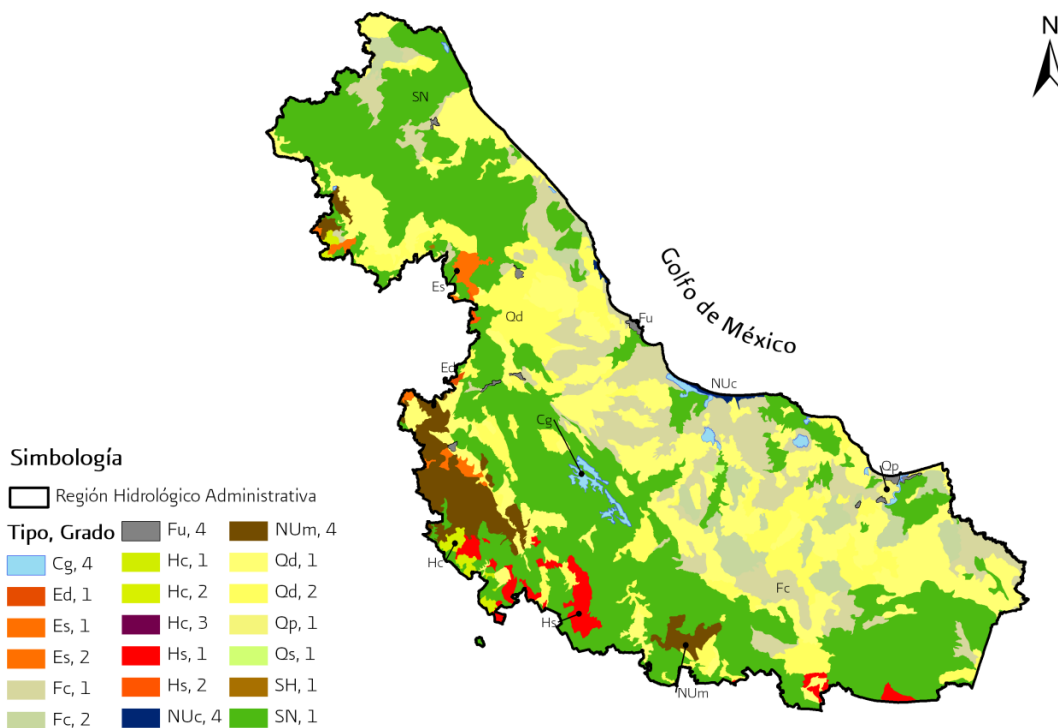 N
SN
Es
Qd
Golfo de México
Fu
Ed
NUc
Cg
Qp
Hc
Fc
Hs
NUm
Simbología
Región Hidrológico Administrativa
Tipo, Grado
Cg, 4
Ed, 1
Es, 1
Es, 2
Fc, 1
Fc, 2
Fu, 4
Hc, 1
Hc, 2
Hc, 3
Hs, 1
Hs, 2
NUc, 4
NUm, 4
Qd, 1
Qd, 2
Qp, 1
Qs, 1
SH, 1
SN, 1